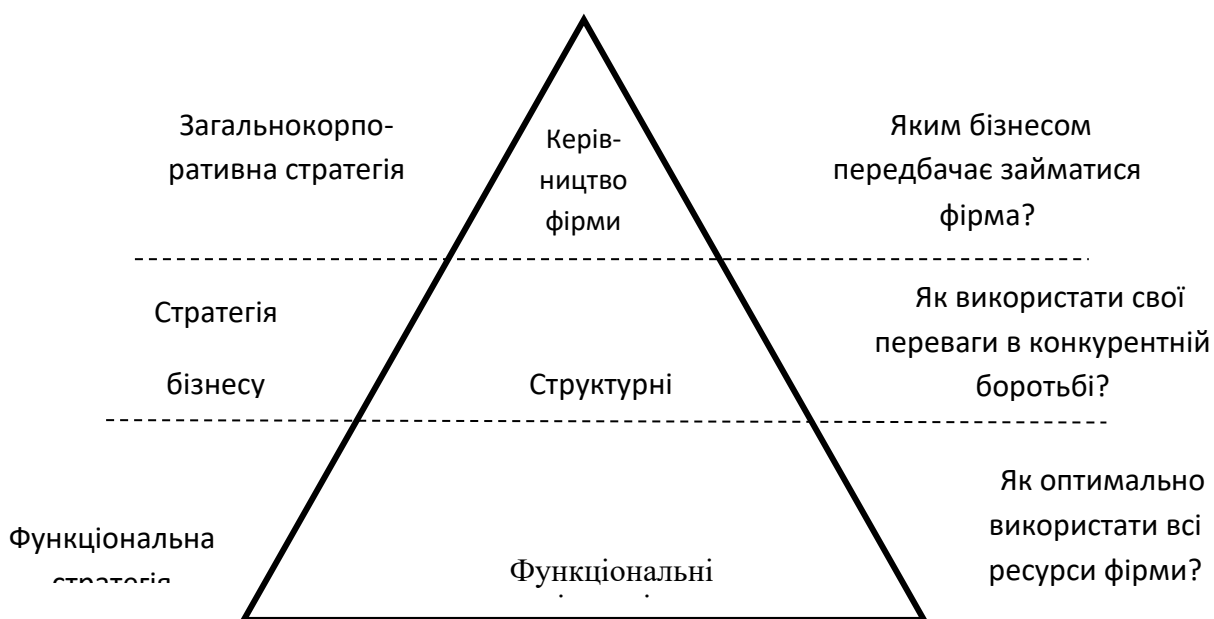 Загальнокорпо-
ративна стратегія
Керів-
ництво
фірми
Яким бізнесом
передбачає займатися
фірма?
Стратегія
бізнесу
Структурні
Як використати свої
переваги в конкурентній
боротьбі?
Функціональна
стратегія
Функціональні
Як оптимально
використати всі
ресурси фірми?